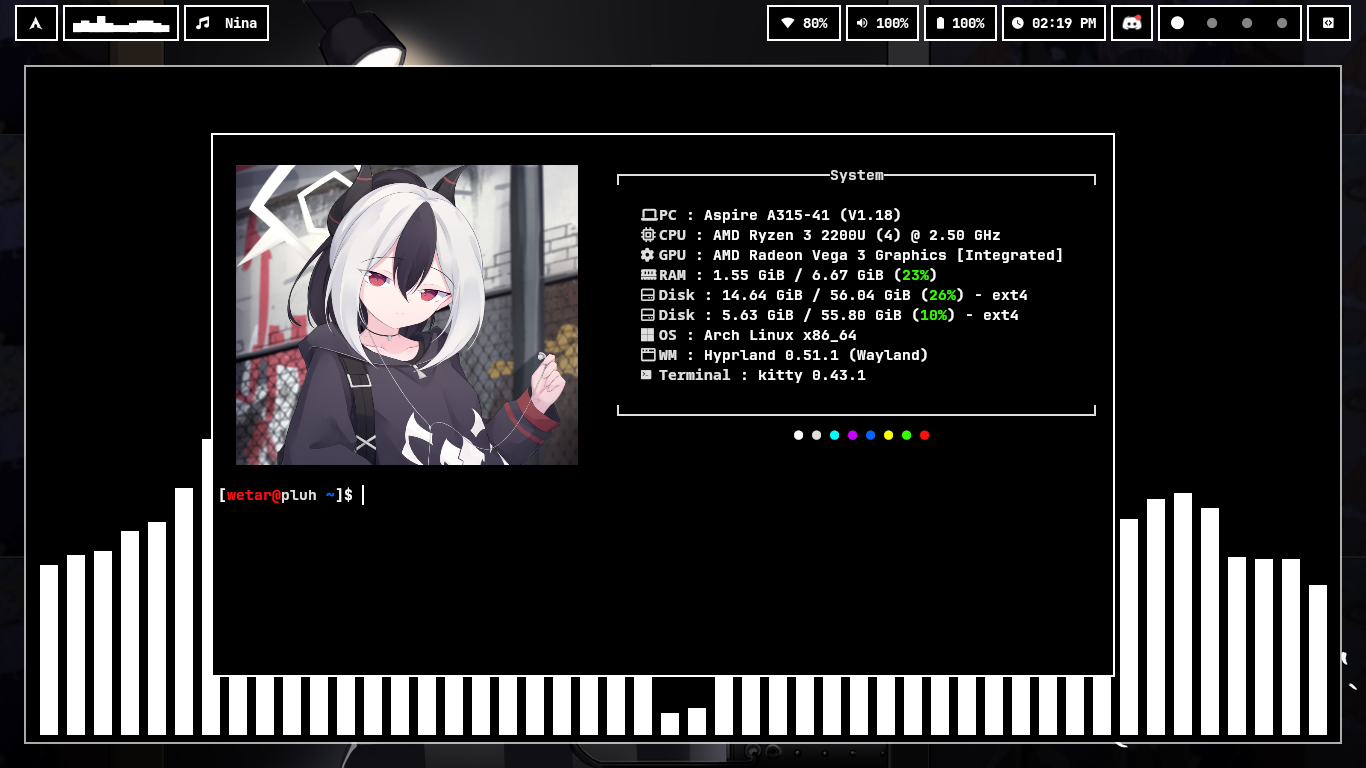 Nina
80%
100%
100%
02:19 PM
System
PC : Aspire A315-41 (V1.18)
CPU : AMD Ryzen 3 2200U (4) @ 2.50 GHz
GPU : AMD Radeon Vega 3 Graphics [Integrated]
RAM : 1.55 GiB / 6.67 GiB (23%)
Disk : 14.64 GiB / 56.04 GiB (26%) - ext4
Disk : 5.63 GiB / 55.80 GiB (10%) - ext4
OS : Arch Linux x86_64
WM : Hyprland 0.51.1 (Wayland)
Terminal : kitty 0.43.1
[wetar@pluh ~]$